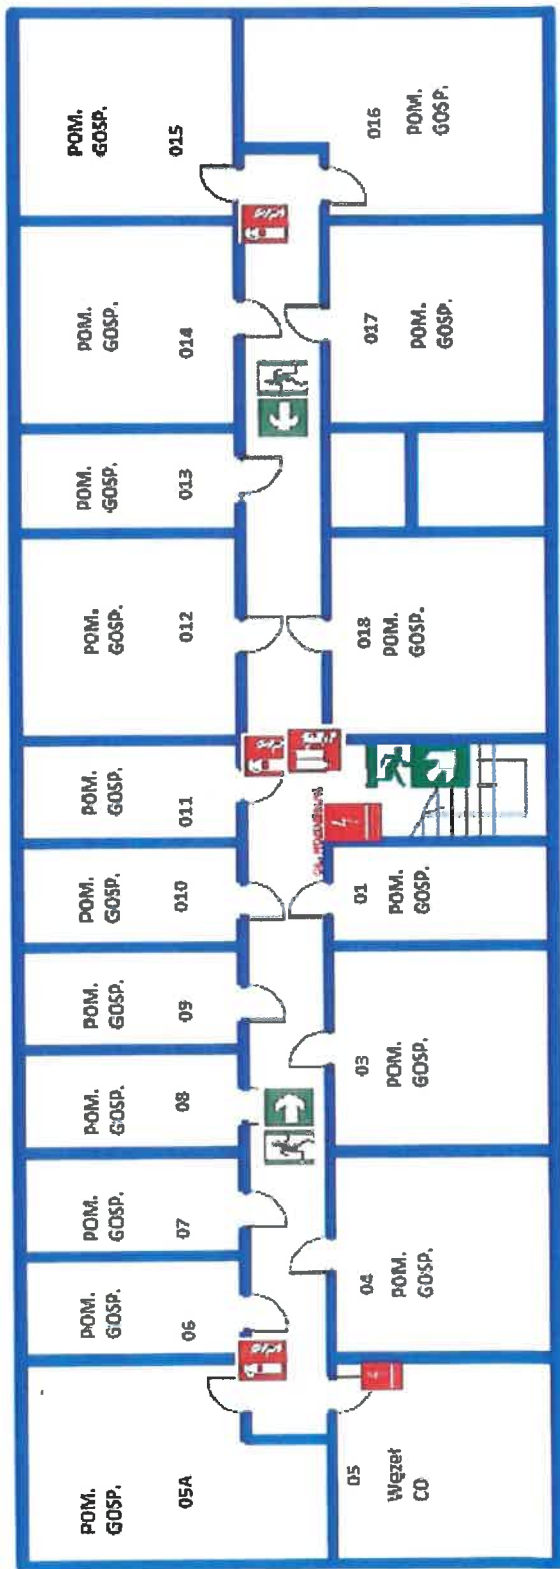 POM.
GOSP.
015
POM.
GOSP.
014
POM.
GOSP.
013
POM.
GOSP.
012
POM.
GOSP.
011
POM.
GOSP.
010
POM.
GOSP.
09
POM.
GOSP.
08
POM.
GOSP.
07
POM.
GOSP.
06
POM.
GOSP.
05A
016
POM.
GOSP.
017
POM.
GOSP.
018
POM.
GOSP.
01
POM.
GOSP.
03
POM.
GOSP.
04
POM.
GOSP.
05
Węzeł
CO